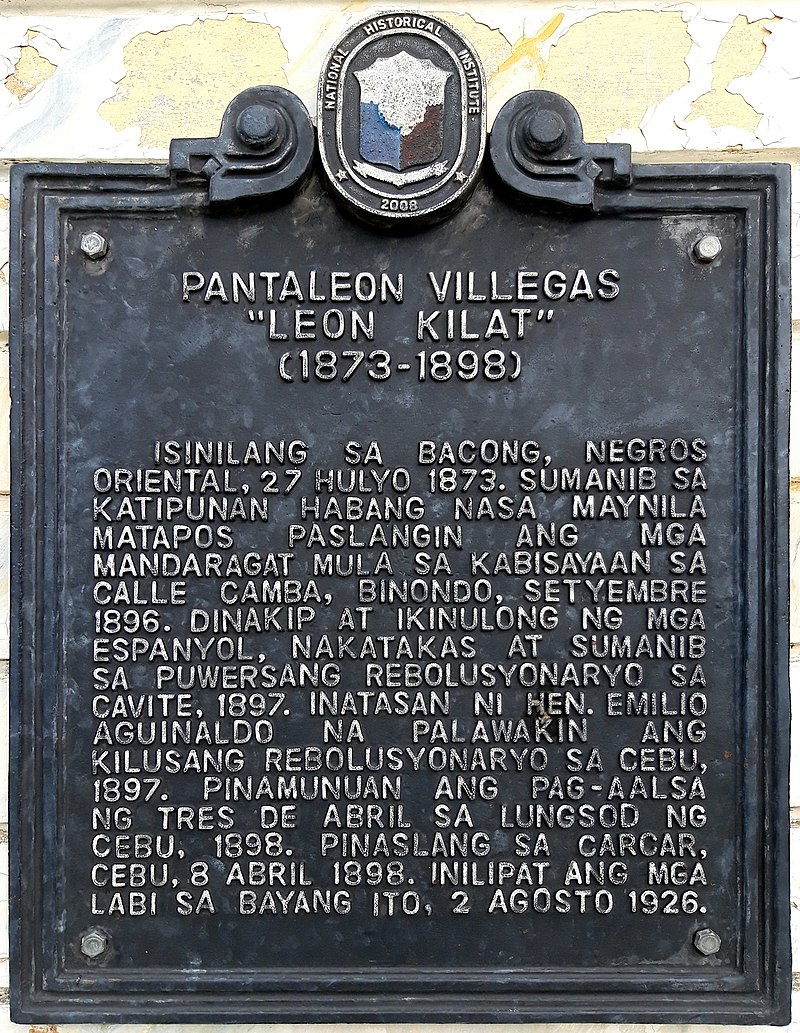 NATIONAL HISTORICAL INSTITUTE
2008
PANTALEON VILLEGAS
"LEON KILAT"
(1873-1898)
ISINILANG SA BACONG, NEGROS
ORIENTAL, 27 HULYO 1873. SUMANIB SA
KATIPUNAN HABANG NASA MAYNILA
MATAPOS PASLANGIN ANG MGA
MANDARAGAT MULA SA KABISAYAAN SA
CALLE CAMBA, BINONDO, SETYEMBRE
1896. DINAKIP AT IKINULONG NG MGA
ESPANYOL, NAKATAKAS AT SUMANIB
SA PUWERSANG REBOLUSYONARYO SA
CAVITE, 1897. INATASAN NI HEN. EMILIO
AGUINALDO NA PALAWAKIN ANG
KILUSANG REBOLUSYONARYO SA CEBU,
1897. PINAMUNUAN ANG PAG-AALSA
NG TRES DE ABRIL SA LUNGSOD NG
CEBU, 1898. PINASLANG SA CARCAR,
CEBU, 8 ABRIL 1898. INILIPAT ANG MGA
LABI SA BAYANG ITO, 2 AGOSTO 1926.